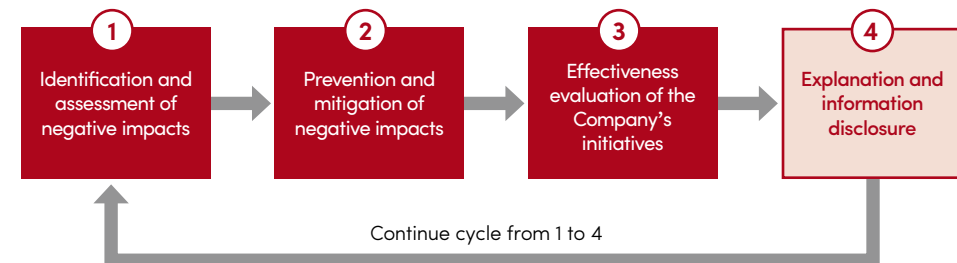 1
Identification and
assessment of
negative impacts
2
Prevention and
mitigation of
negative impacts
3
Effectiveness
evaluation of the
Company’s
initiatives
4
Explanation and
information
disclosure
Continue cycle from 1 to 4